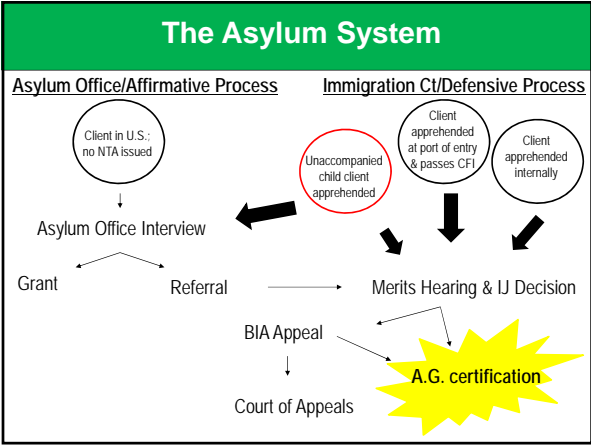 The Asylum System
Asylum Office/Affirmative Process
Immigration Ct/Defensive Process
Client in U.S.;
no NTA issued
Unaccompanied
child client
apprehended
Client
apprehended
at port of entry
& passes CFI
Client
apprehended
internally
Asylum Office Interview
Grant
Referral
Merits Hearing & IJ Decision
BIA Appeal
A.G. certification
Court of Appeals